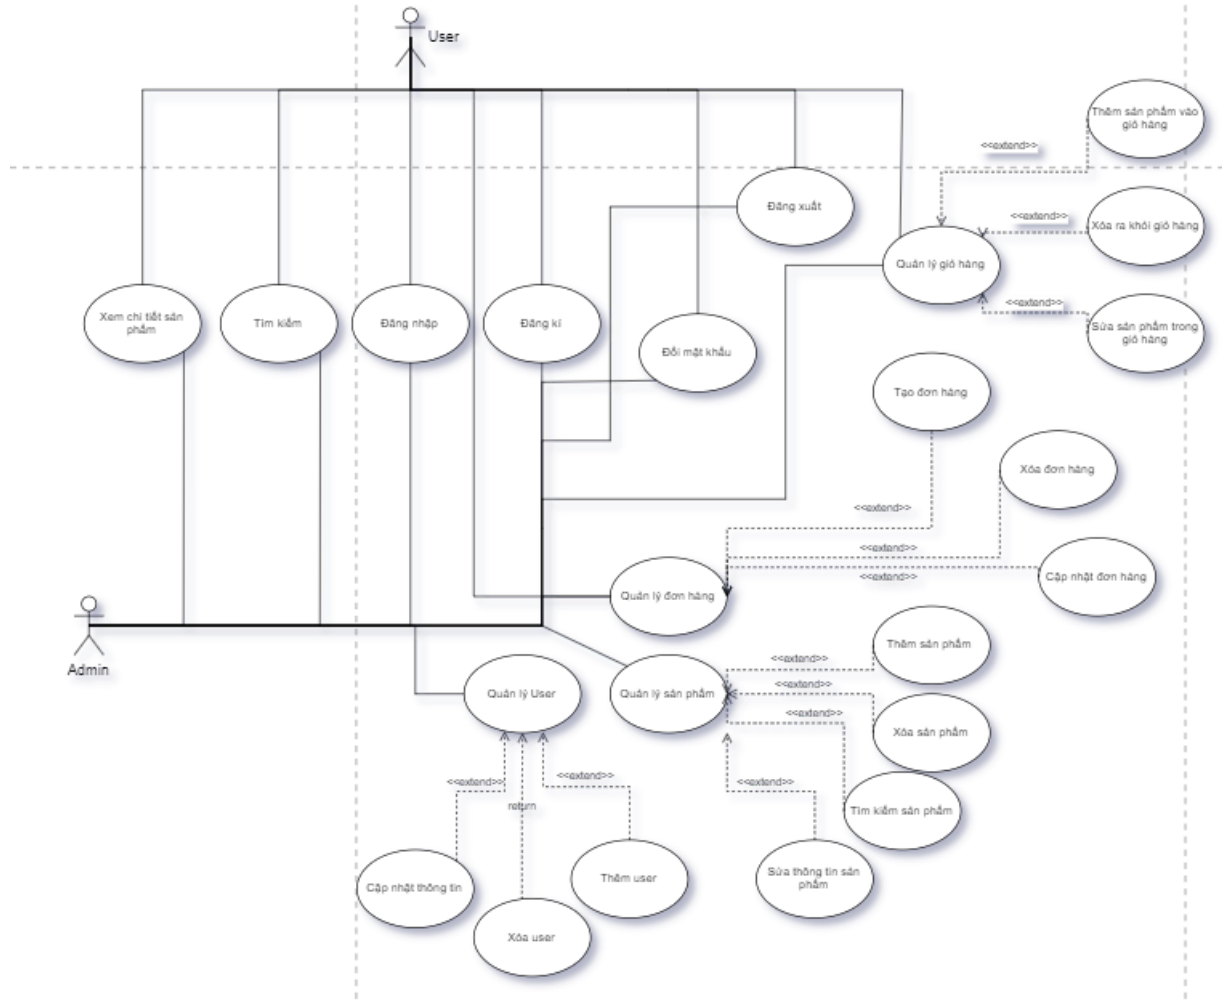 User
Thêm sản phẩm vào
giỏ hàng
<<extend>>
Đăng xuất
<<extend>>
Xóa ra khỏi giỏ hàng
Quản lý giỏ hàng
<<extend>>
Xem chi tiết sản
phẩm
Tìm kiếm
Đăng nhập
Đăng kí
Đổi mật khẩu
Sửa sản phẩm trong
giỏ hàng
Tạo đơn hàng
Xóa đơn hàng
<<extend>>
<<extend>>
<<extend>>
Cập nhật đơn hàng
Quản lý đơn hàng
Admin
Thêm sản phẩm
<<extend>>
<<extend>>
Quản lý User
Quản lý sản phẩm
<<extend>>
Xóa sản phẩm
<<extend>>
<<extend>>
<<extend>>
return
Tìm kiếm sản phẩm
Cập nhật thông tin
Thêm user
Sửa thông tin sản
phẩm
Xóa user